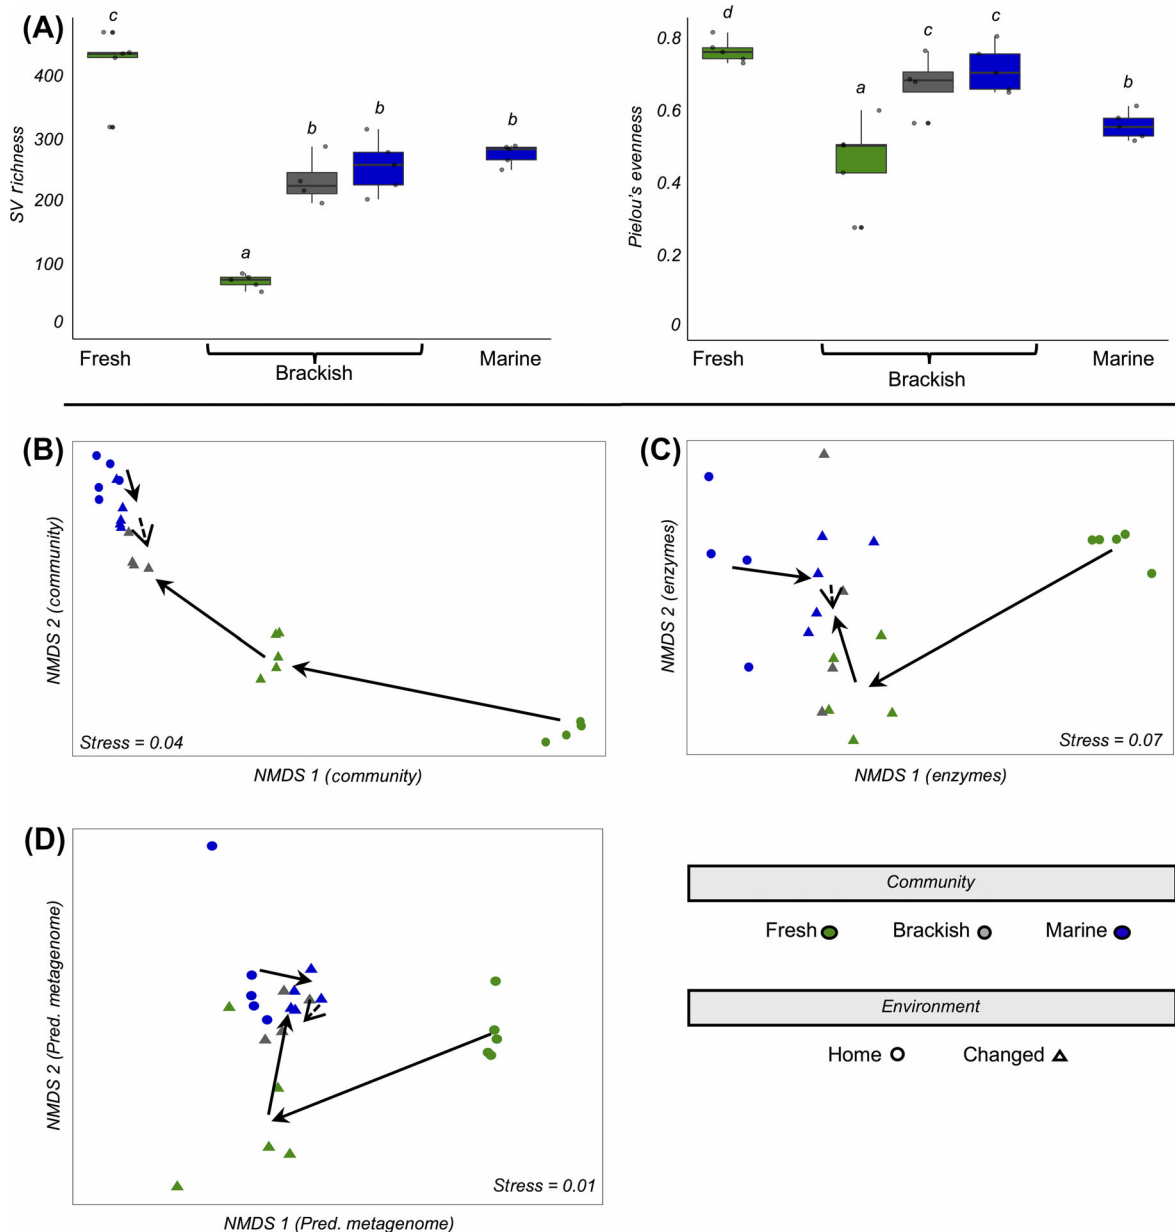 (A)
SV richness
400
300
200
100
0
c
a
b
b
b
Fresh
Brackish
Marine
Pielou's evenness
0.8
0.6
0.4
0.2
0
d
a
c
c
b
Fresh
Brackish
Marine
(B)
NMDS 2 (community)
Stress = 0.04
NMDS 1 (community)
(C)
NMDS 2 (enzymes)
Stress = 0.07
NMDS 1 (enzymes)
(D)
NMDS 2 (Pred. metagenome)
Stress = 0.01
NMDS 1 (Pred. metagenome)
Community
Fresh Brackish Marine
Environment
Home Changed